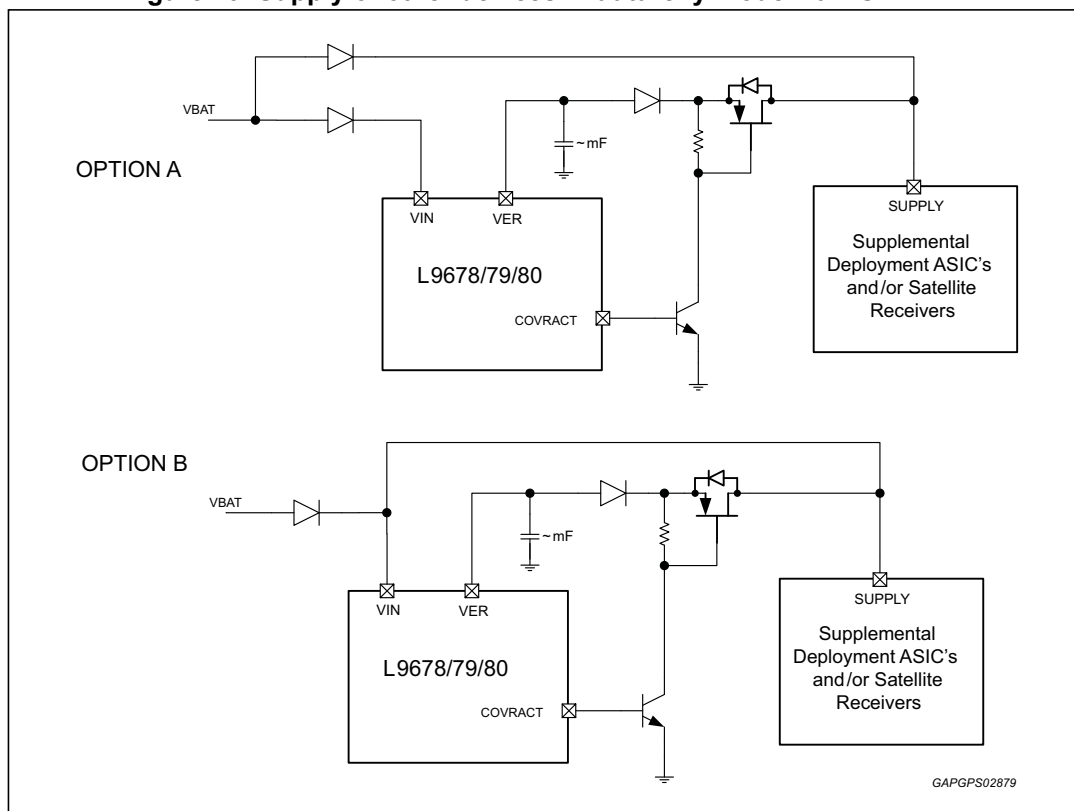 VBAT
OPTION A
~mF
VIN
VER
L9678/79/80
COVRACT
SUPPLY
Supplemental
Deployment ASIC's
and/or Satellite
Receivers
OPTION B
VBAT
~mF
VIN
VER
L9678/79/80
COVRACT
SUPPLY
Supplemental
Deployment ASIC's
and/or Satellite
Receivers
GAPGPS02879